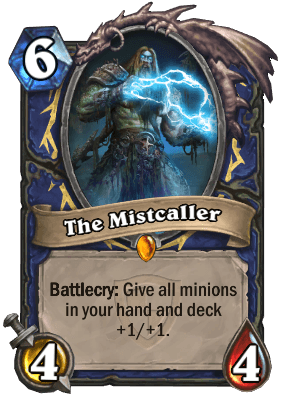 6
The Mistcaller
Battlecry: Give all minions
in your hand and deck
+1/+1.
4
4